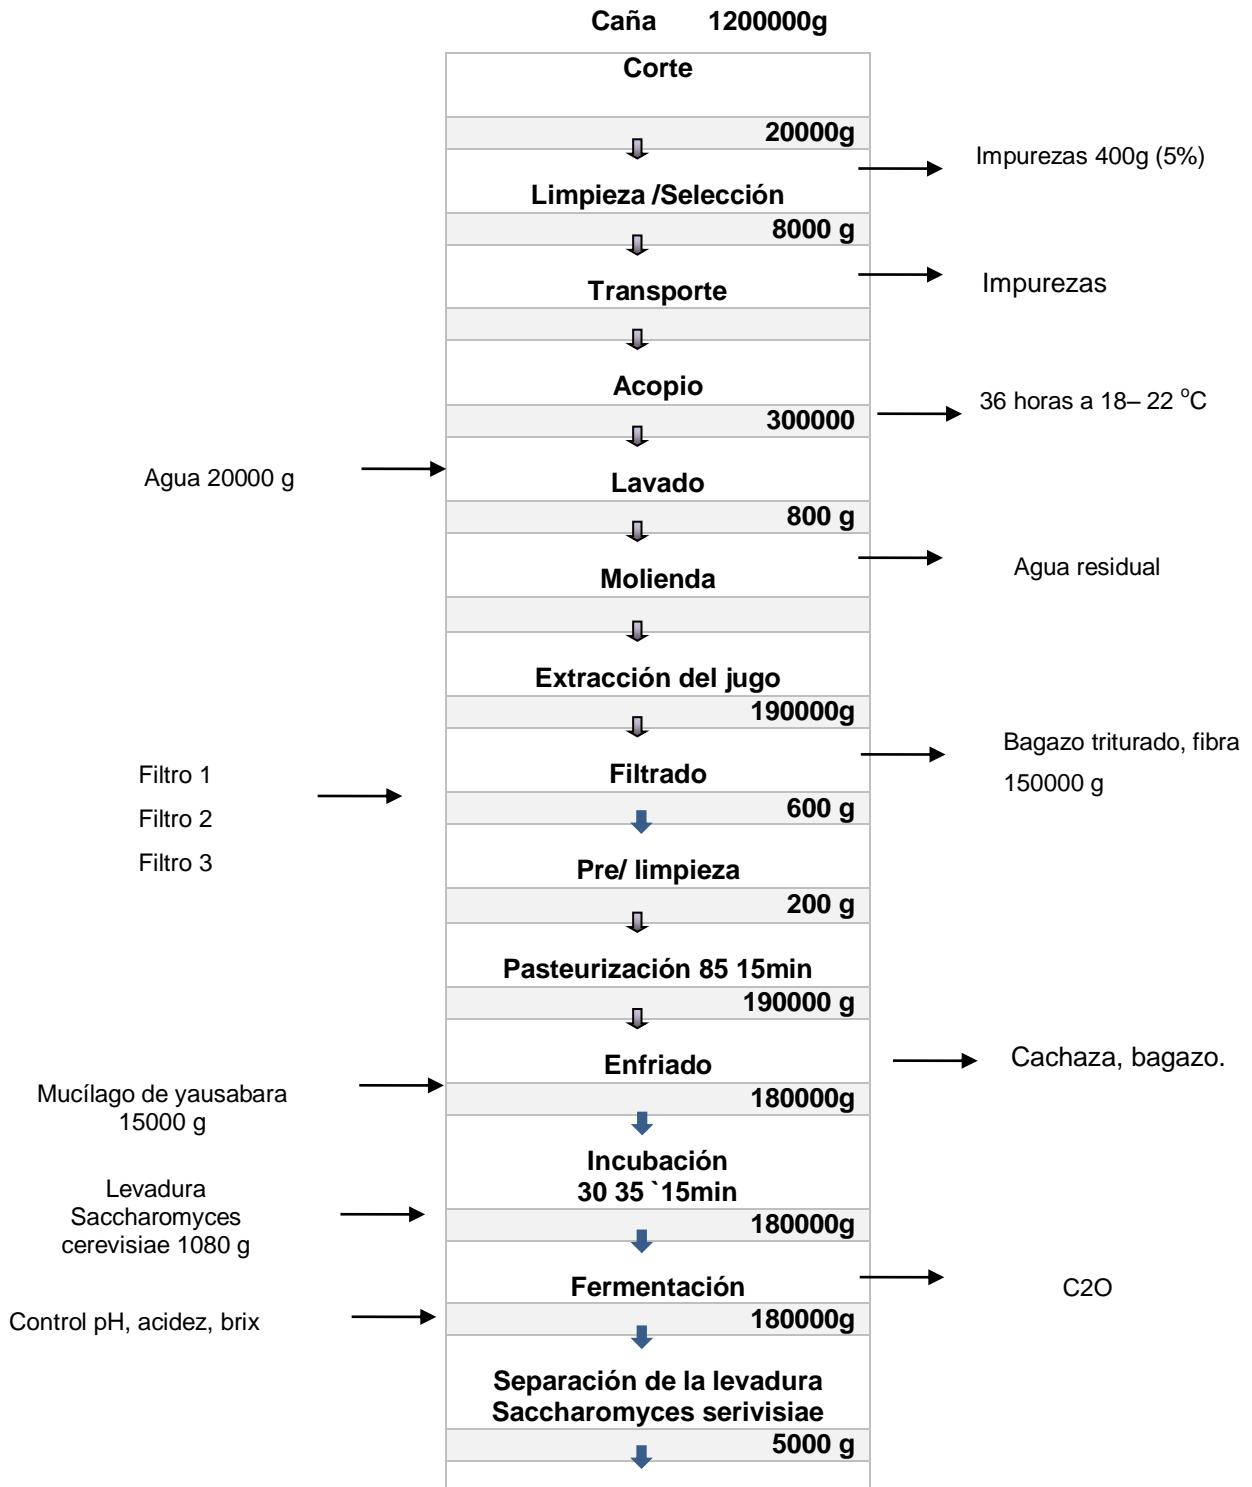 Caña 1200000g
Corte
20000g
Impurezas 400g (5%)
Limpieza /Selección
8000 g
Impurezas
Transporte
Acopio
36 horas a 18– 22 °C
300000
Agua 20000 g
Lavado
800 g
Agua residual
Molienda
Extracción del jugo
190000g
Bagazo triturado, fibra
150000 g
Filtro 1
Filtro 2
Filtro 3
Filtrado
600 g
Pre/ limpieza
200 g
Pasteurización 85 15min
190000 g
Cachaza, bagazo.
Enfriado
Mucílago de yausabara
15000 g
180000g
Incubación
30 35 `15min
Levadura
Saccharomyces
cerevisiae 1080 g
180000g
Fermentación
C2O
Control pH, acidez, brix
180000g
Separación de la levadura
Saccharomyces serivisiae
5000 g